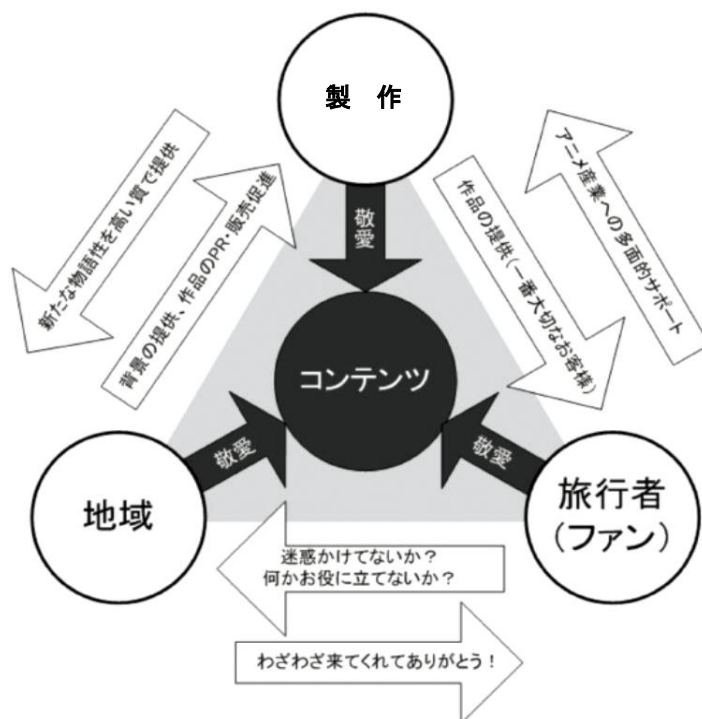 製 作
新たな物語性を高い質で提供
背景の提供、作品のPR・販売促進
敬愛
作品の提供(一番大切なお客様)
アニメ産業への多面的サポート
コンテンツ
敬愛
敬愛
地域
旅行者
(ファン)
迷惑かけてないか?
何かお役に立てないか?
わざわざ来てくれてありがとう!